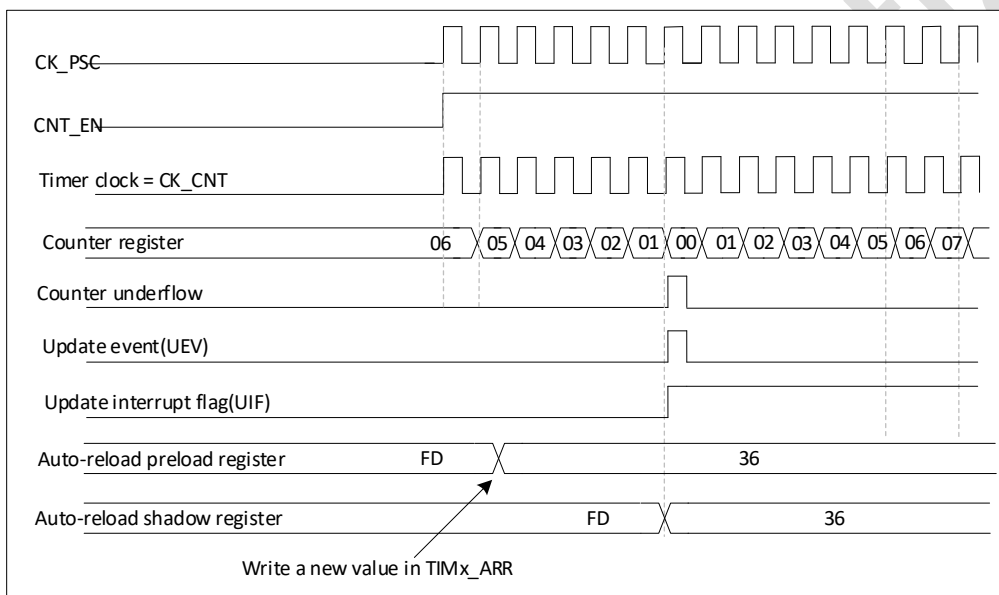 CK_PSC
CNT_EN
Timer clock = CK_CNT
Counter register 06 05 04 03 02 01 00 01 02 03 04 05 06 07
Counter underflow
Update event(UEV)
Update interrupt flag(UIF)
Auto-reload preload register FD 36
Auto-reload shadow register FD 36
Write a new value in TIMx_ARR